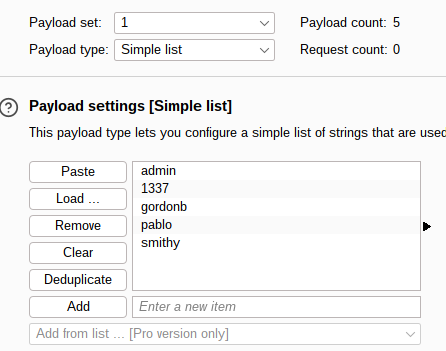 Payload set: 1 Payload count: 5
Payload type: Simple list Request count: 0
Payload settings [Simple list]
This payload type lets you configure a simple list of strings that are used
Paste
Load ...
Remove
Clear
Deduplicate
admin
1337
gordonb
pablo
smithy
Add Enter a new item
Add from list ... [Pro version only]